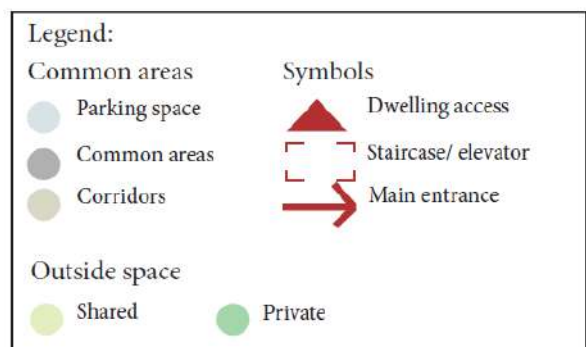 Legend:
Common areas
Parking space
Common areas
Corridors
Symbols
Dwelling access
Staircase/ elevator
Main entrance
Outside space
Shared
Private